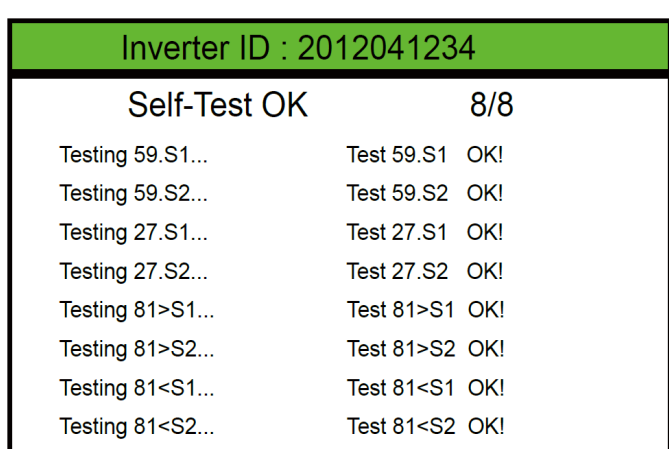 Inverter ID : 2012041234
Self-Test OK 8/8
Testing 59.S1... Test 59.S1 OK!
Testing 59.S2... Test 59.S2 OK!
Testing 27.S1... Test 27.S1 OK!
Testing 27.S2... Test 27.S2 OK!
Testing 81>S1... Test 81>S1 OK!
Testing 81>S2... Test 81>S2 OK!
Testing 81<S1... Test 81<S1 OK!
Testing 81<S2... Test 81<S2 OK!